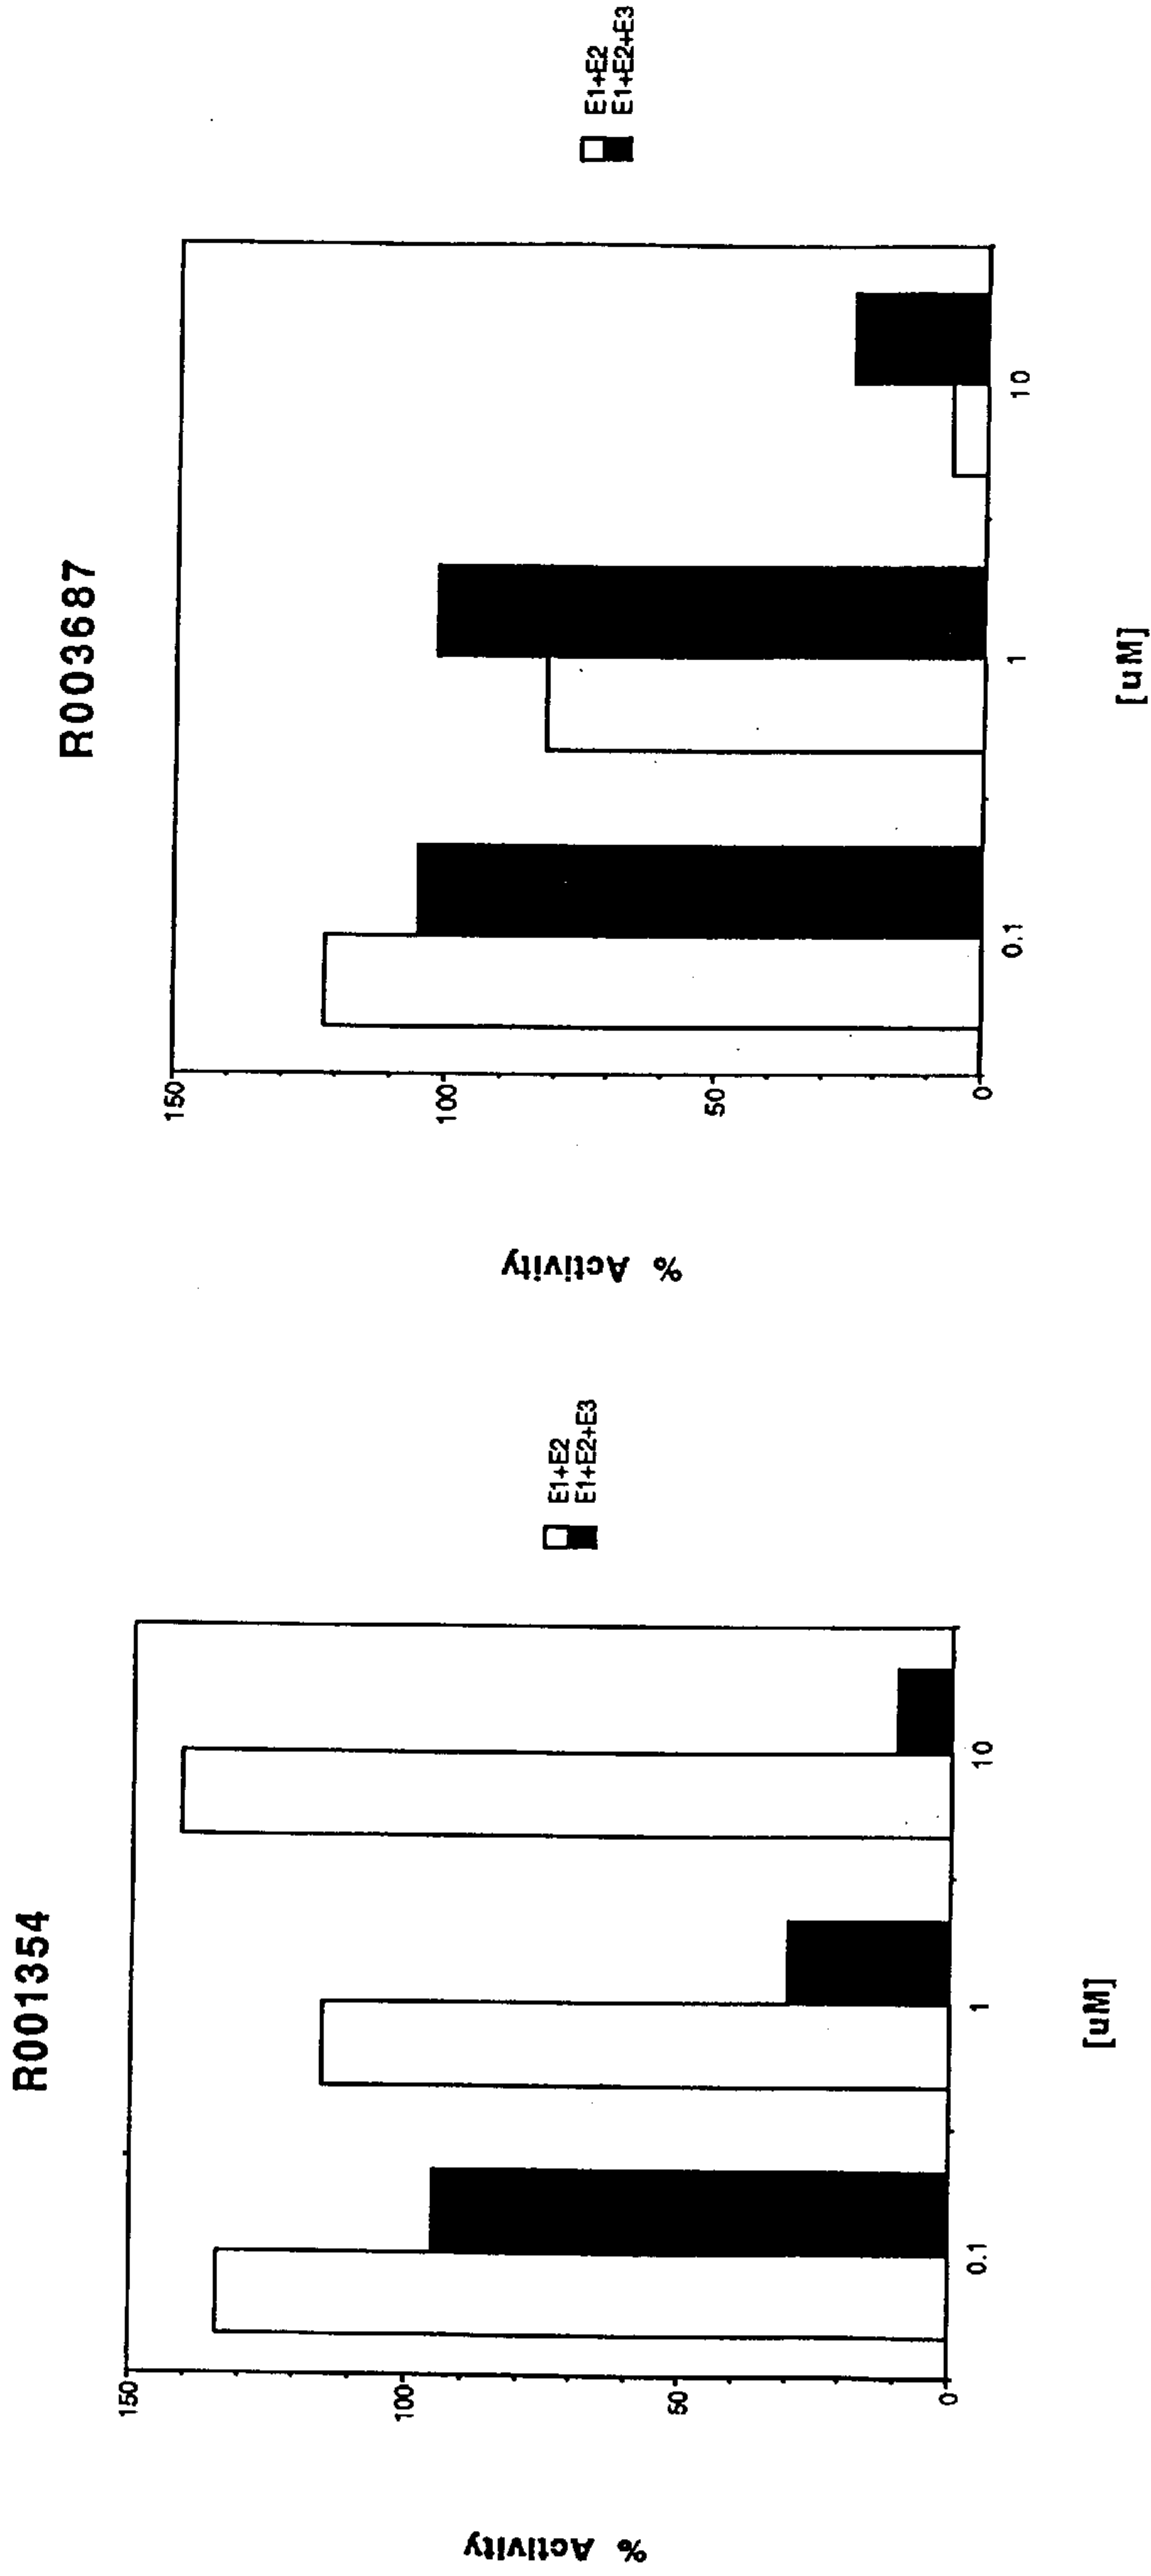 R001354
% Activity
150
100
50
0
0.1
1
10
[uM]
E1+E2
E1+E2+E3
R003687
% Activity
150
100
50
0
0.1
1
10
[uM]
E1+E2
E1+E2+E3